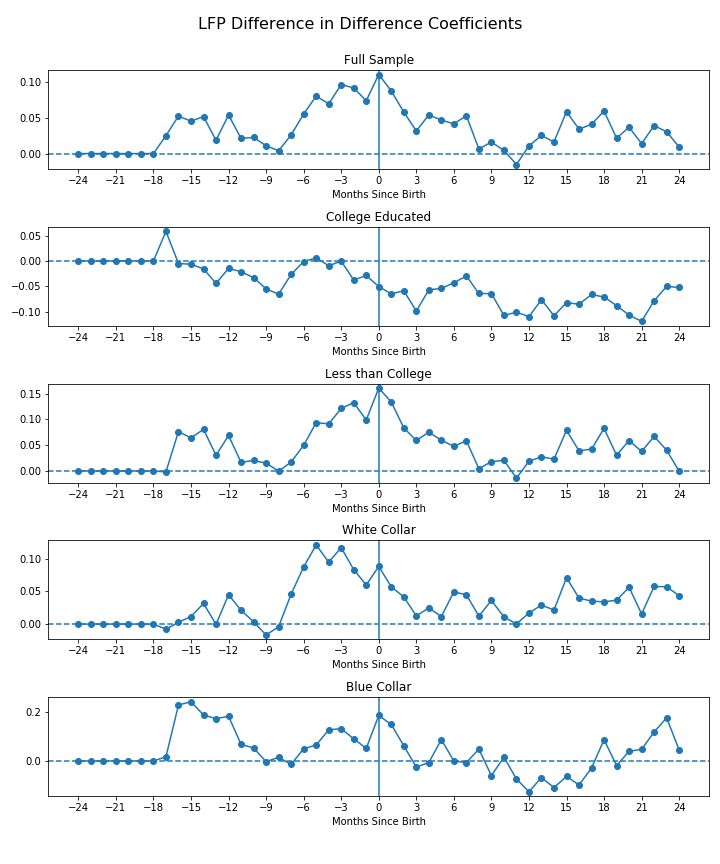 LFP Difference in Difference Coefficients
Full Sample
0.10
0.05
0.00
−24 −21 −18 −15 −12 −9 −6 −3 0 3 6 9 12 15 18 21 24
Months Since Birth
College Educated
0.05
0.00
−0.05
−0.10
−24 −21 −18 −15 −12 −9 −6 −3 0 3 6 9 12 15 18 21 24
Months Since Birth
Less than College
0.15
0.10
0.05
0.00
−24 −21 −18 −15 −12 −9 −6 −3 0 3 6 9 12 15 18 21 24
Months Since Birth
White Collar
0.10
0.05
0.00
−24 −21 −18 −15 −12 −9 −6 −3 0 3 6 9 12 15 18 21 24
Months Since Birth
Blue Collar
0.2
0.0
−24 −21 −18 −15 −12 −9 −6 −3 0 3 6 9 12 15 18 21 24
Months Since Birth